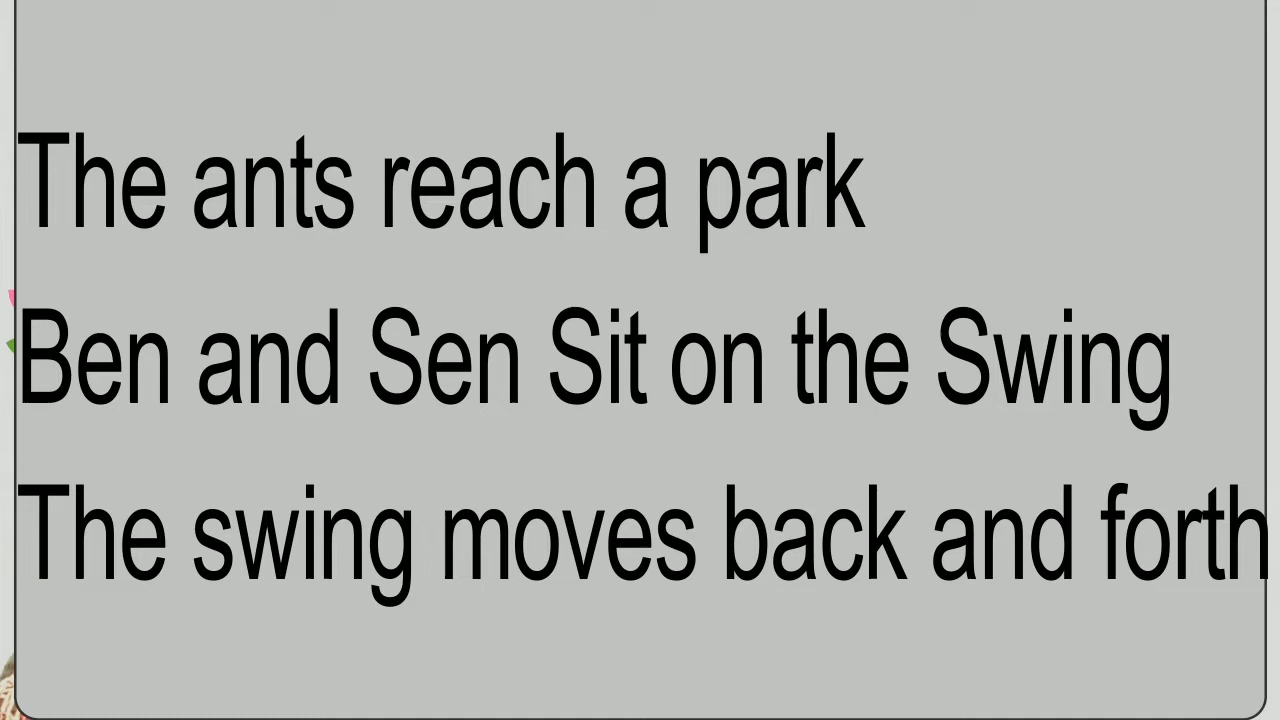 The ants reach a park
Ben and Sen Sit on the Swing
The swing moves back and forth